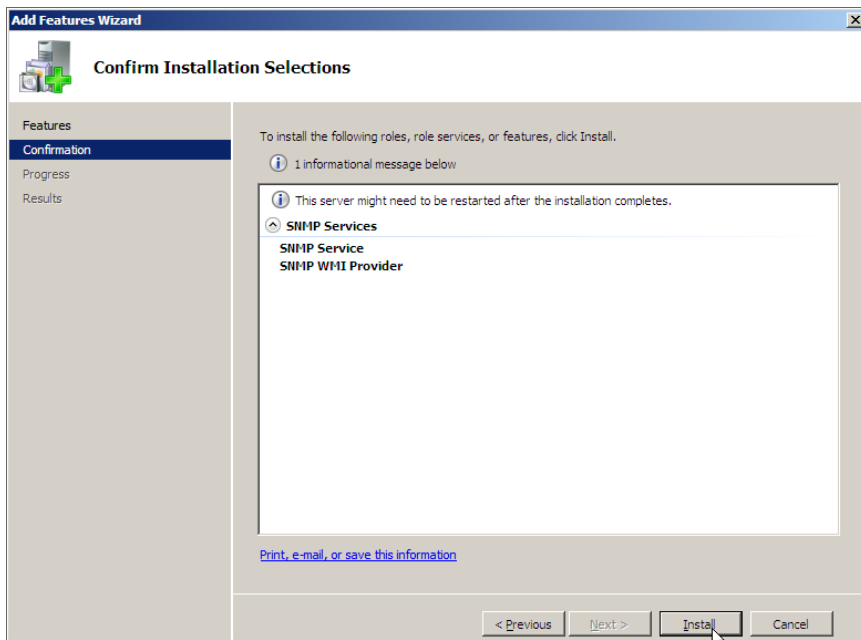 Add Features Wizard
Confirm Installation Selections
Features
Confirmation
Progress
Results
To install the following roles, role services, or features, click Install.
1 informational message below
This server might need to be restarted after the installation completes.
SNMP Services
SNMP Service
SNMP WMI Provider
Print, e-mail, or save this information
< Previous Next > Install Cancel